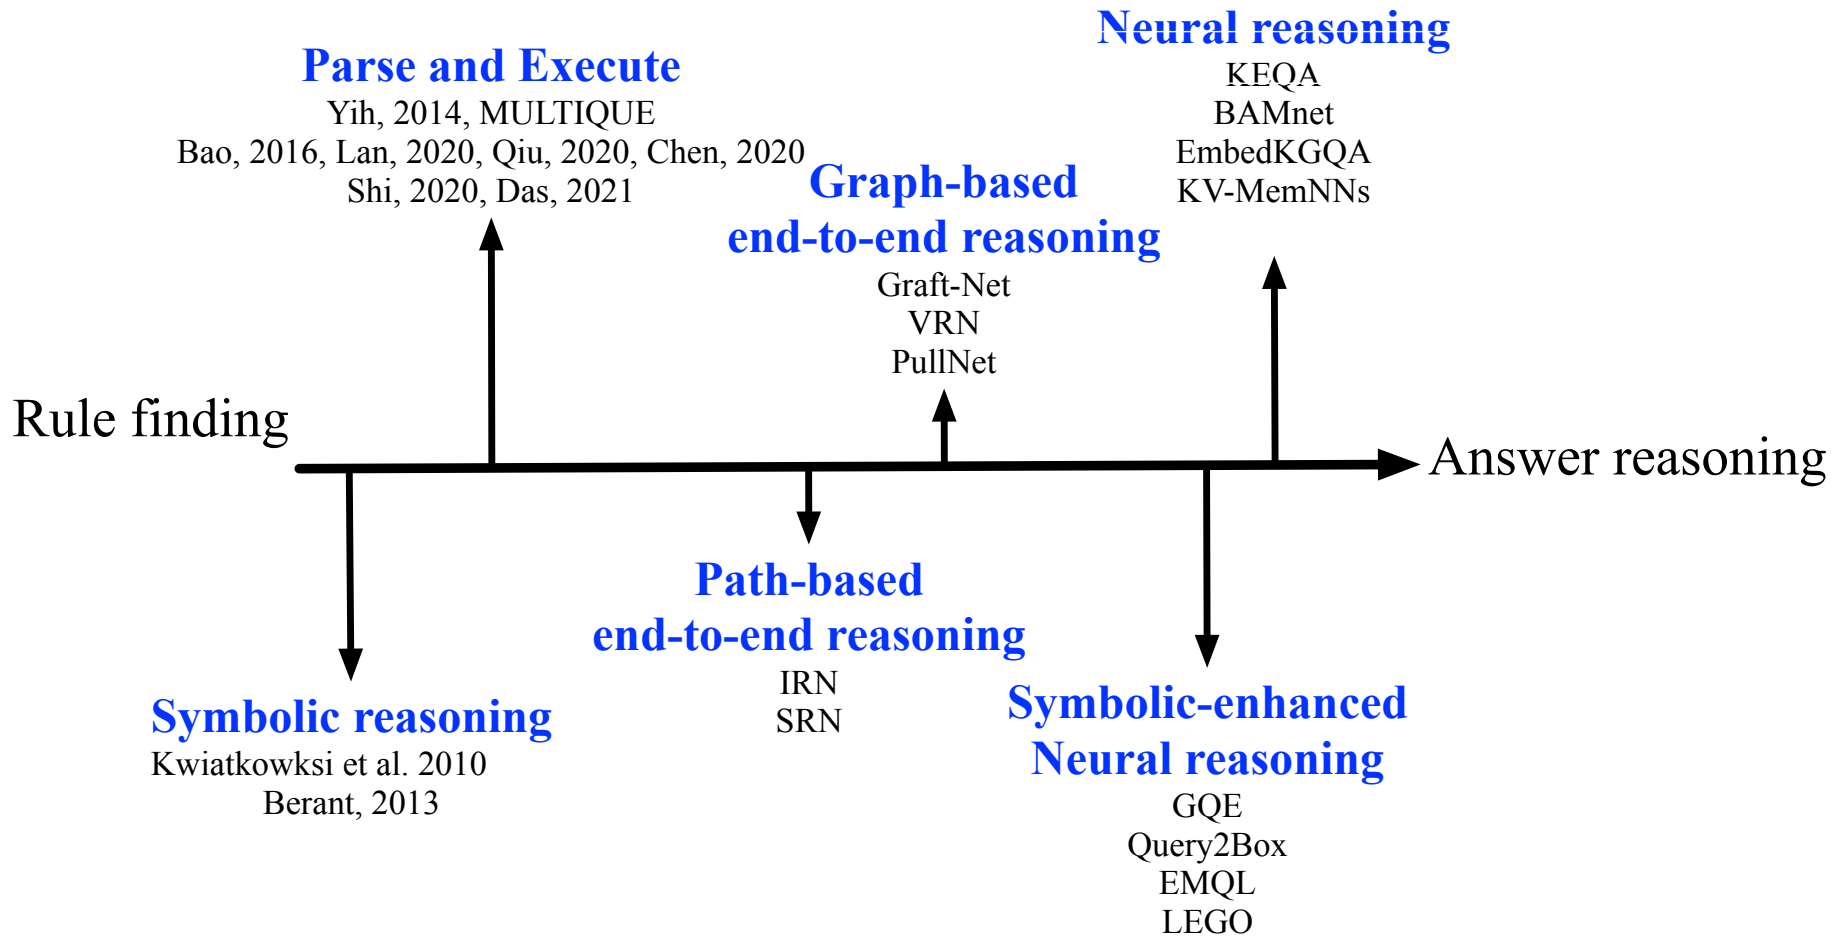 Neural reasoning
KEQA
BAMnet
EmbedKGQA
KV-MemNNs
Parse and Execute
Yih, 2014, MULTIQUE
Bao, 2016, Lan, 2020, Qiu, 2020, Chen, 2020
Shi, 2020, Das, 2021
Graph-based
end-to-end reasoning
Graft-Net
VRN
PullNet
Rule finding
Answer reasoning
Path-based
end-to-end reasoning
IRN
SRN
Symbolic reasoning
Kwiatkowksi et al. 2010
Berant, 2013
Symbolic-enhanced
Neural reasoning
GQE
Query2Box
EMQL
LEGO